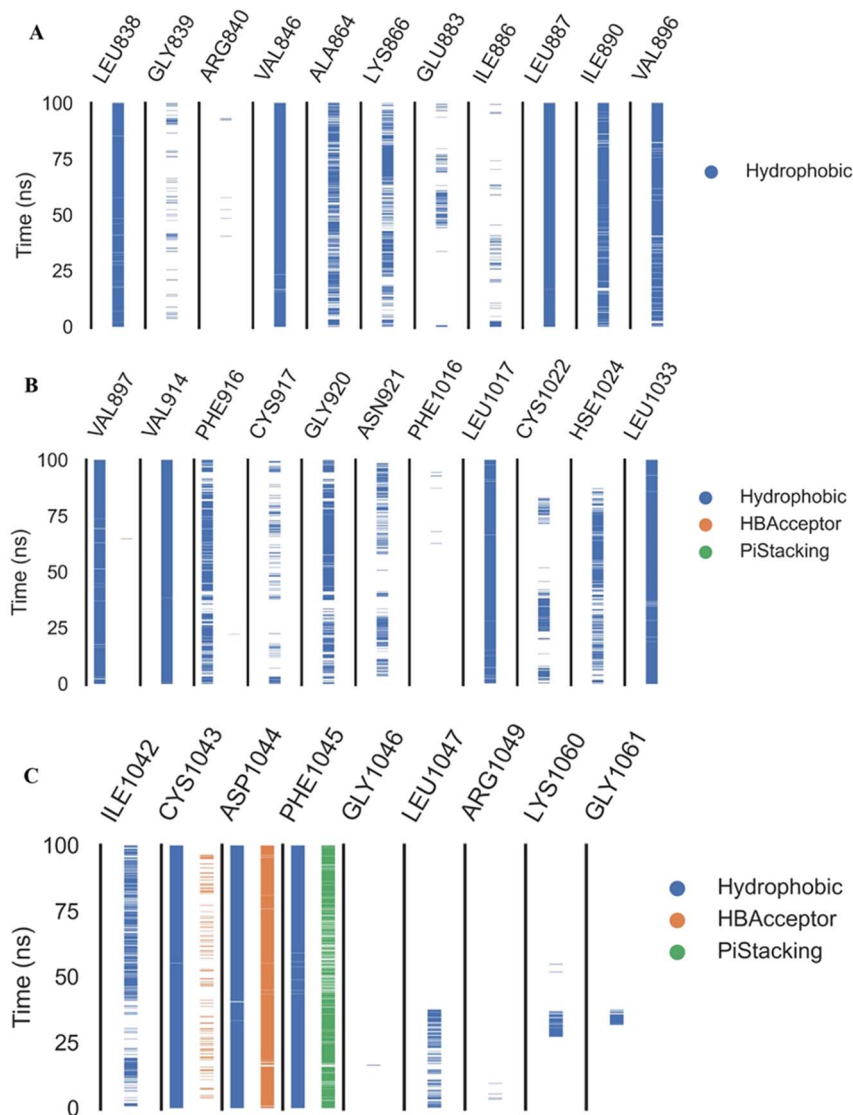 A
LEU838 GLY839 ARG840 VAL846 ALA864 LYS866 GLU883 ILE886 LEU887 ILE890 VAL896
100
75
50
25
0
Time (ns)
Hydrophobic
B
VAL897 VAL914 PHE916 CYS917 GLY920 ASN921 PHE1016 LEU1017 CYS1022 HSE1024 LEU1033
100
75
50
25
0
Time (ns)
Hydrophobic
HBAcceptor
PiStacking
C
ILE1042 CYS1043 ASP1044 PHE1045 GLY1046 LEU1047 ARG1049 LYS1060 GLY1061
100
75
50
25
0
Time (ns)
Hydrophobic
HBAcceptor
PiStacking